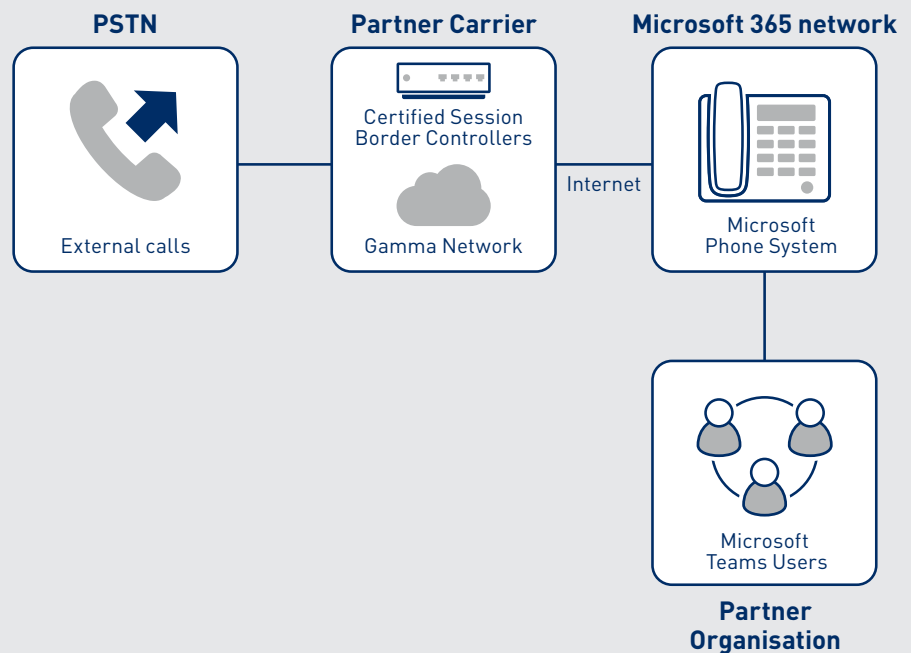 PSTN
Partner Carrier
Microsoft 365 network
External calls
Certified Session
Border Controllers
Gamma Network
Internet
Microsoft
Phone System
Microsoft
Teams Users
Partner
Organisation